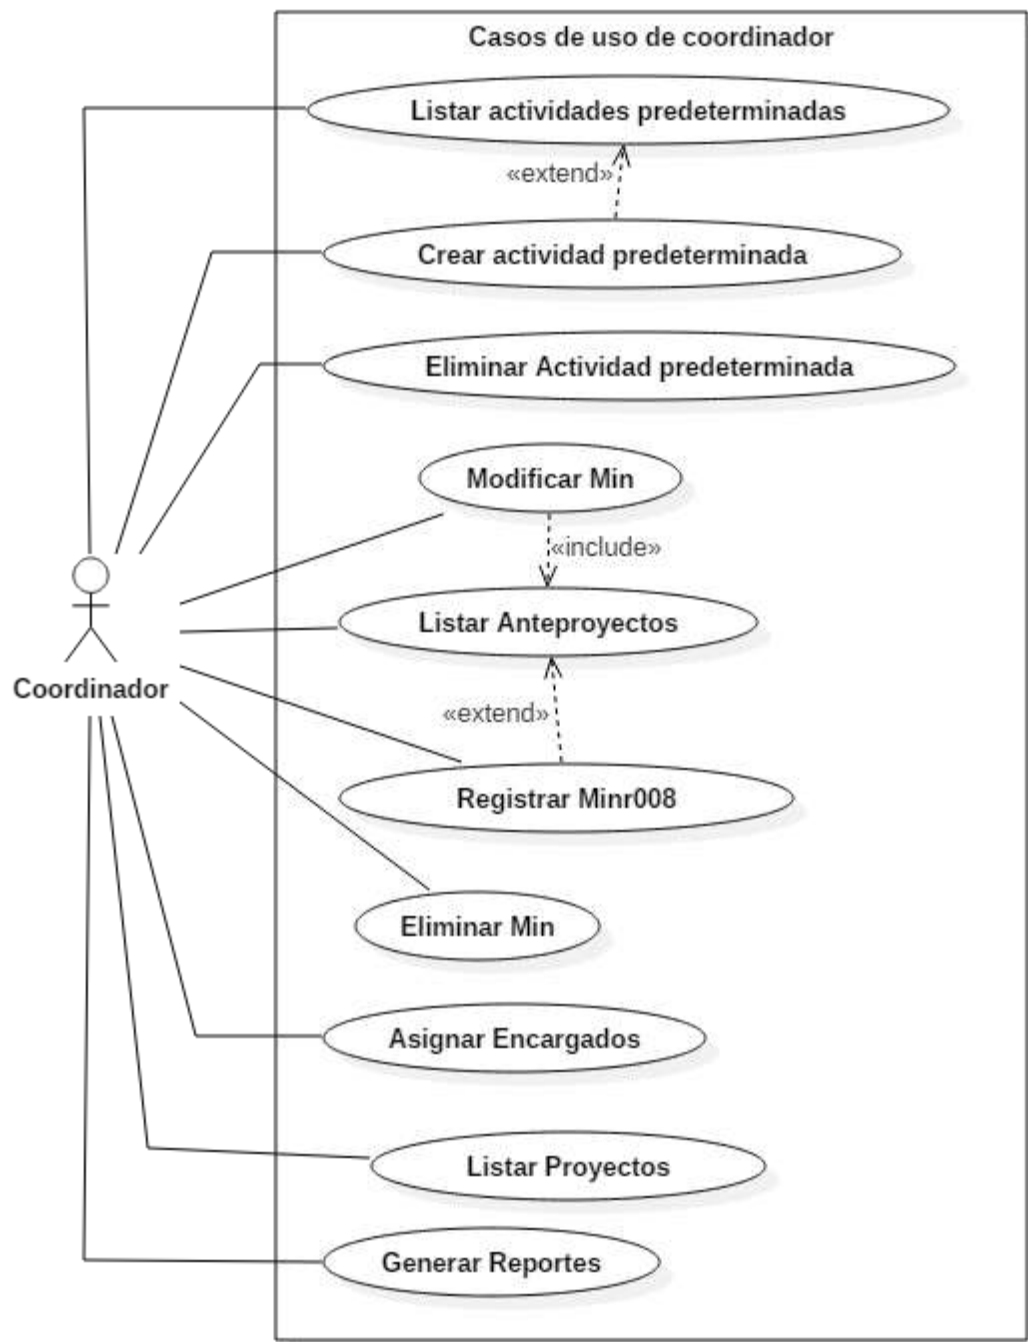 Casos de uso de coordinador
Listar actividades predeterminadas
«extend»
Crear actividad predeterminada
Eliminar Actividad predeterminada
Modificar Min
«include»
Listar Anteproyectos
Coordinador
«extend»
Registrar Minr008
Eliminar Min
Asignar Encargados
Listar Proyectos
Generar Reportes